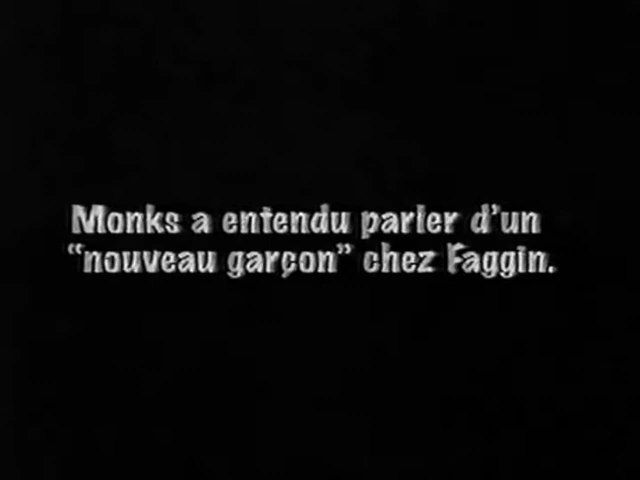 Monks a entendu parler d'un
“nouveau garçon” chez Faggin.